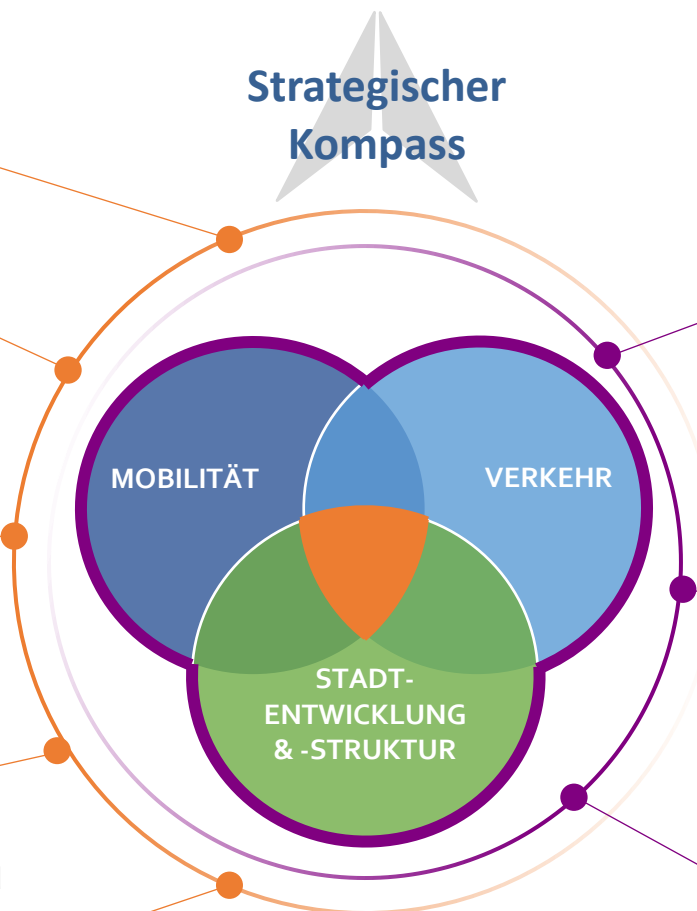 Strategischer
Kompass
MOBILITÄT
VERKEHR
STADT-
ENTWICKLUNG
& -STRUKTUR